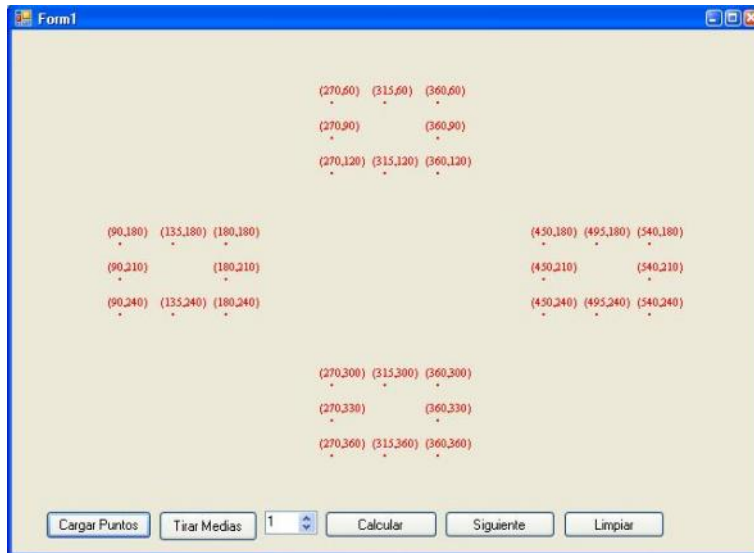 Form1
(270,60) (315,60) (360,60)
(270,90) (360,90)
(270,120) (315,120) (360,120)
(90,180) (135,180) (180,180) (450,180) (495,180) (540,180)
(90,210) (180,210) (450,210) (540,210)
(90,240) (135,240) (180,240) (450,240) (495,240) (540,240)
(270,300) (315,300) (360,300)
(270,330) (360,330)
(270,360) (315,360) (360,360)
Cargar Puntos Tirar Medias 1 Calcular Siguiente Limpiar